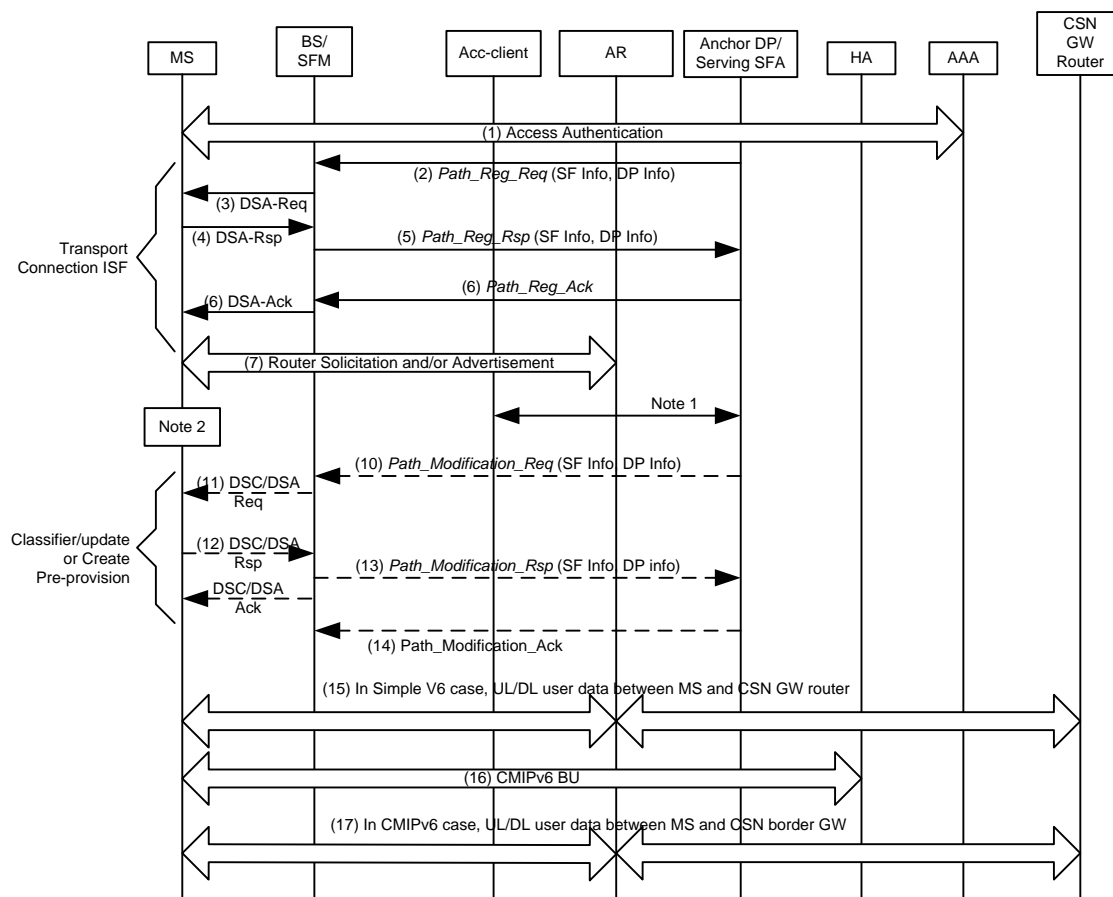 MS
BS/
SFM
Acc-client
AR
Anchor DP/
Serving SFA
HA
AAA
CSN
GW
Router
(1) Access Authentication
(2) Path_Reg_Req (SF Info, DP Info)
(3) DSA-Req
(4) DSA-Rsp
(5) Path_Reg_Rsp (SF Info, DP Info)
Transport
Connection ISF
(6) Path_Reg_Ack
(6) DSA-Ack
(7) Router Solicitation and/or Advertisement
Note 1
Note 2
(10) Path_Modification_Req (SF Info, DP Info)
(11) DSC/DSA
Req
Classifier/update
or Create
Pre-provision
(12) DSC/DSA
Rsp
(13) Path_Modification_Rsp (SF Info, DP info)
DSC/DSA
Ack
(14) Path_Modification_Ack
(15) In Simple V6 case, UL/DL user data between MS and CSN GW router
(16) CMIPv6 BU
(17) In CMIPv6 case, UL/DL user data between MS and CSN border GW